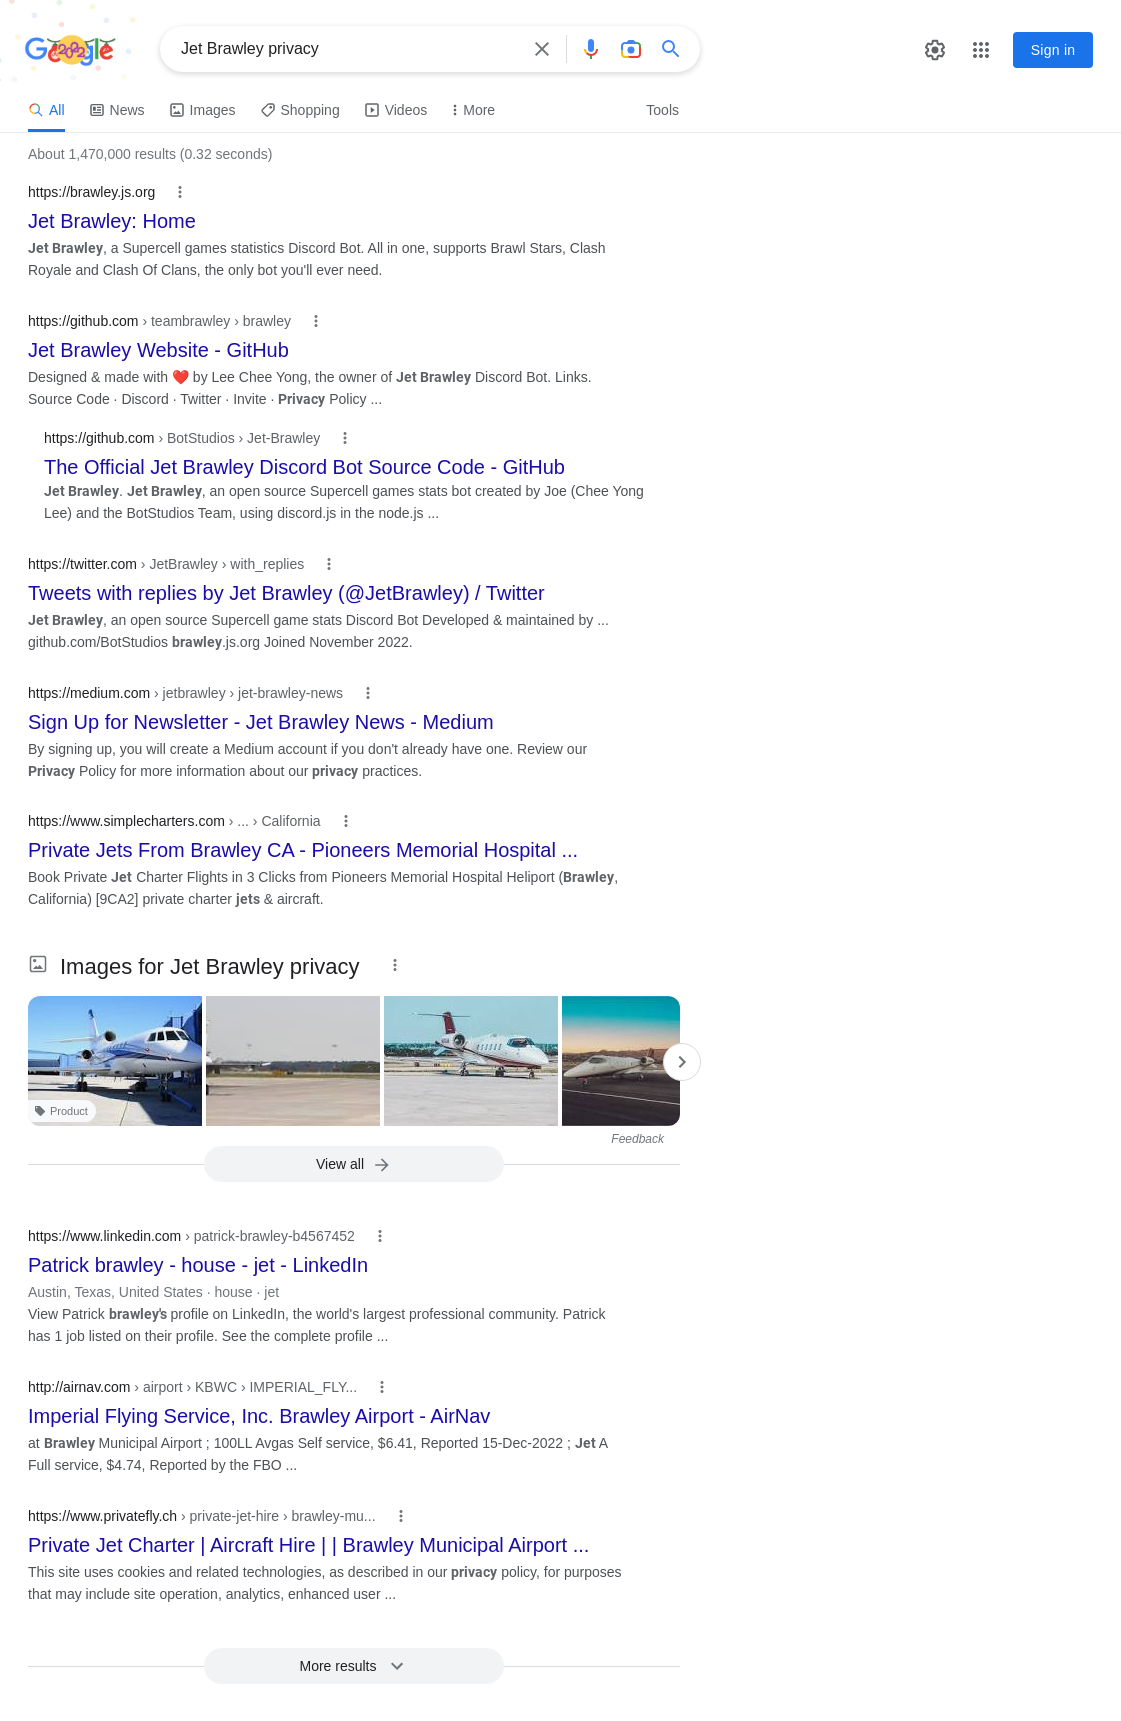 Google
Jet Brawley privacy
Sign in
All
News
Images
Shopping
Videos
More
Tools
About 1,470,000 results (0.32 seconds)
https://brawley.js.org
Jet Brawley: Home
Jet Brawley, a Supercell games statistics Discord Bot. All in one, supports Brawl Stars, Clash
Royale and Clash Of Clans, the only bot you'll ever need.
https://github.com › teambrawley › brawley
Jet Brawley Website - GitHub
Designed & made with ❤️ by Lee Chee Yong, the owner of Jet Brawley Discord Bot. Links.
Source Code · Discord · Twitter · Invite · Privacy Policy ...
https://github.com › BotStudios › Jet-Brawley
The Official Jet Brawley Discord Bot Source Code - GitHub
Jet Brawley. Jet Brawley, an open source Supercell games stats bot created by Joe (Chee Yong
Lee) and the BotStudios Team, using discord.js in the node.js ...
https://twitter.com › JetBrawley › with_replies
Tweets with replies by Jet Brawley (@JetBrawley) / Twitter
Jet Brawley, an open source Supercell game stats Discord Bot Developed & maintained by ...
github.com/BotStudios brawley.js.org Joined November 2022.
https://medium.com › jetbrawley › jet-brawley-news
Sign Up for Newsletter - Jet Brawley News - Medium
By signing up, you will create a Medium account if you don't already have one. Review our
Privacy Policy for more information about our privacy practices.
https://www.simplecharters.com › ... › California
Private Jets From Brawley CA - Pioneers Memorial Hospital ...
Book Private Jet Charter Flights in 3 Clicks from Pioneers Memorial Hospital Heliport (Brawley,
California) [9CA2] private charter jets & aircraft.
Images for Jet Brawley privacy
Product
Feedback
View all
https://www.linkedin.com › patrick-brawley-b4567452
Patrick brawley - house - jet - LinkedIn
Austin, Texas, United States · house · jet
View Patrick brawley's profile on LinkedIn, the world's largest professional community. Patrick
has 1 job listed on their profile. See the complete profile ...
http://airnav.com › airport › KBWC › IMPERIAL_FLY...
Imperial Flying Service, Inc. Brawley Airport - AirNav
at Brawley Municipal Airport ; 100LL Avgas Self service, $6.41, Reported 15-Dec-2022 ; Jet A
Full service, $4.74, Reported by the FBO ...
https://www.privatefly.ch › private-jet-hire › brawley-mu...
Private Jet Charter | Aircraft Hire | | Brawley Municipal Airport ...
This site uses cookies and related technologies, as described in our privacy policy, for purposes
that may include site operation, analytics, enhanced user ...
More results